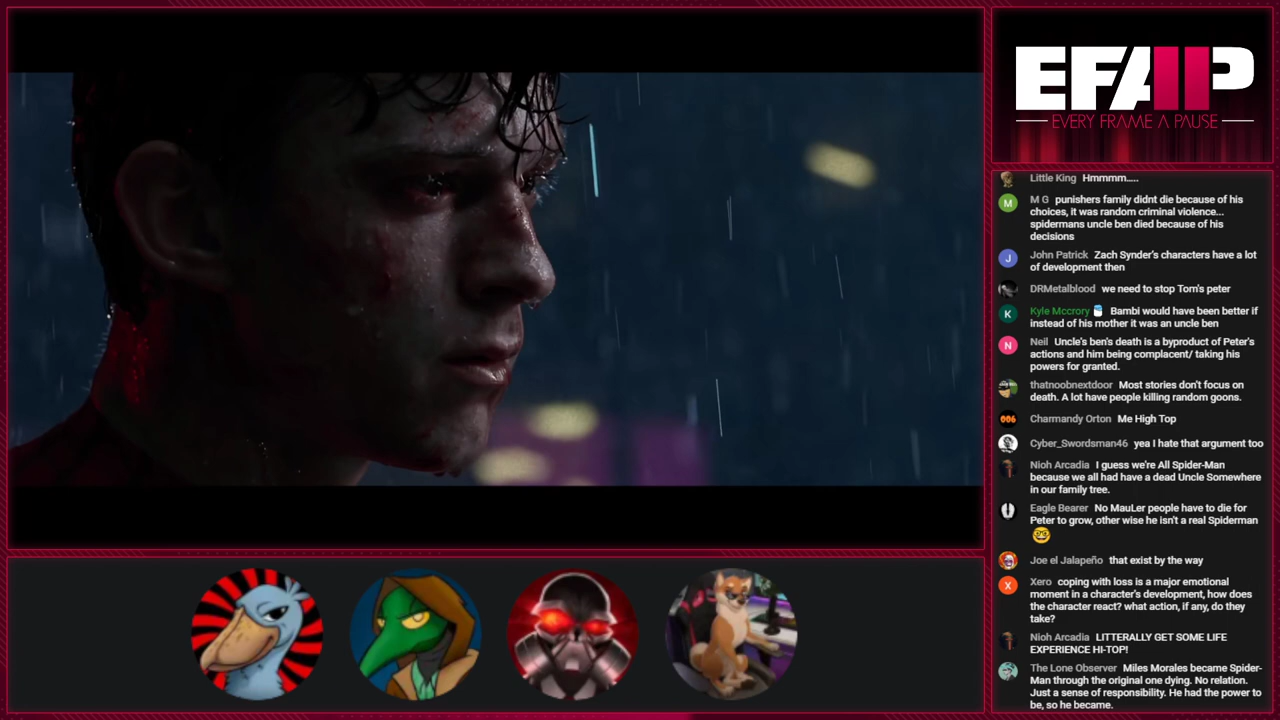 EFAP
EVERY FRAME A PAUSE
Little King Hmmmm.....
M
M G punishers family didnt die because of his
choices, it was random criminal violence...
spidermans uncle ben died because of his
decisions
J
John Patrick Zach Synder's characters have a lot
of development then
DRMetalblood we need to stop Tom's peter
K
Kyle Mccrory Bambi would have been better if
instead of his mother it was an uncle ben
N
Neil Uncle's ben's death is a byproduct of Peter's
actions and him being complacent/ taking his
powers for granted.
thatnoobnextdoor Most stories don't focus on
death. A lot have people killing random goons.
Charmandy Orton Me High Top
Cyber_Swordsman46 yea I hate that argument too
Nioh Arcadia I guess we're All Spider-Man
because we all had have a dead Uncle Somewhere
in our family tree.
Eagle Bearer No MauLer people have to die for
Peter to grow, other wise he isn't a real Spiderman
Joe el Jalapeño that exist by the way
X
Xero coping with loss is a major emotional
moment in a character's development, how does
the character react? what action, if any, do they
take?
Nioh Arcadia LITTERALLY GET SOME LIFE
EXPERIENCE HI-TOP!
The Lone Observer Miles Morales became Spider-
Man through the original one dying. No relation.
Just a sense of responsibility. He had the power to
be, so he became.